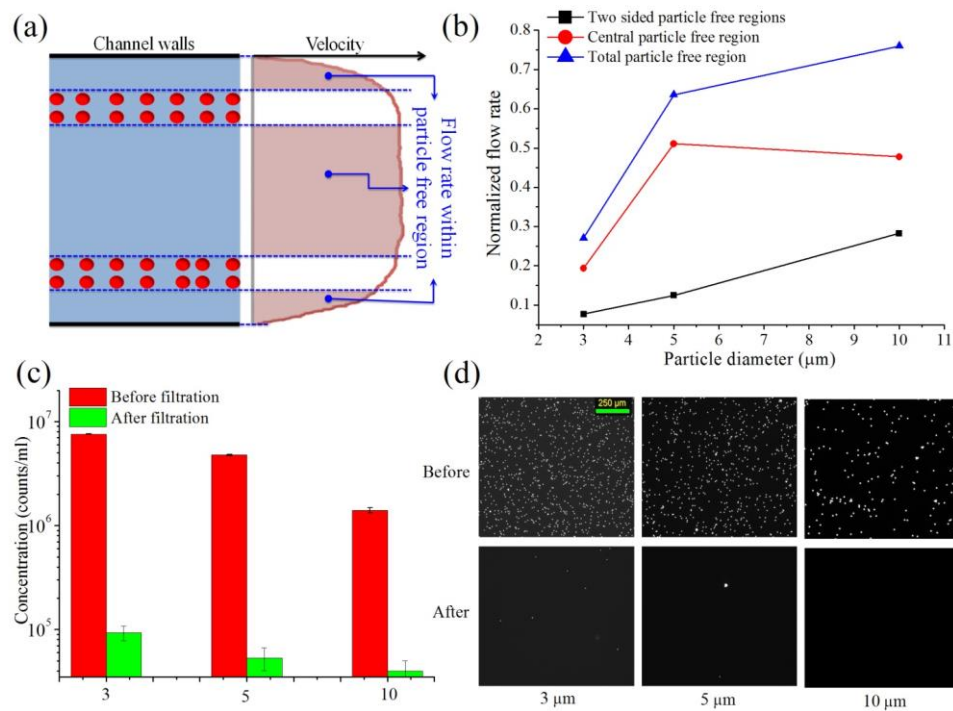 (a)
Channel walls
Velocity
Flow rate within
particle free region
(b)
Two sided particle free regions
Central particle free region
Total particle free region
Normalized flow rate
0.8
0.7
0.6
0.5
0.4
0.3
0.2
0.1
2 3 4 5 6 7 8 9 10 11
Particle diameter (μm)
(c)
Before filtration
After filtration
Concentration (counts/ml)
10^7
10^6
10^5
3 5 10
(d)
250 μm
Before
After
3 μm 5 μm 10 μm